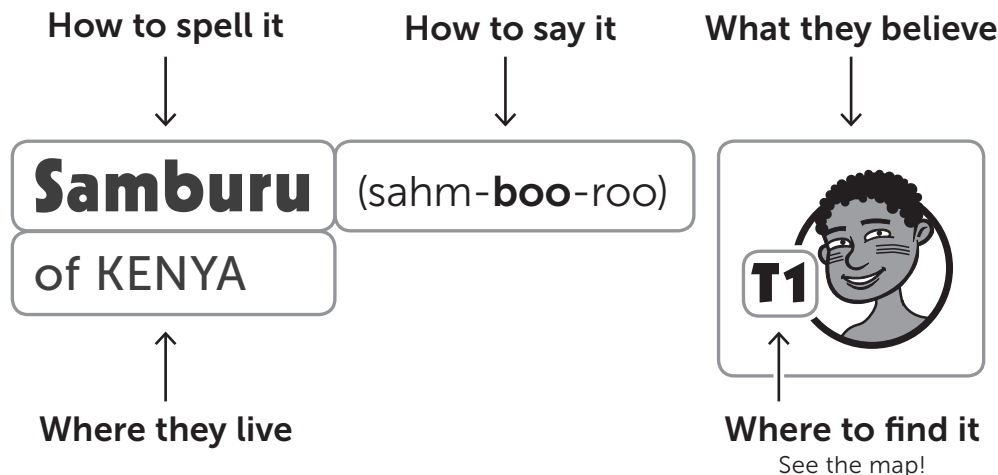 How to spell it
How to say it
What they believe
Samburu
(sahm-boo-roo)
of KENYA
T1
Where they live
Where to find it
See the map!